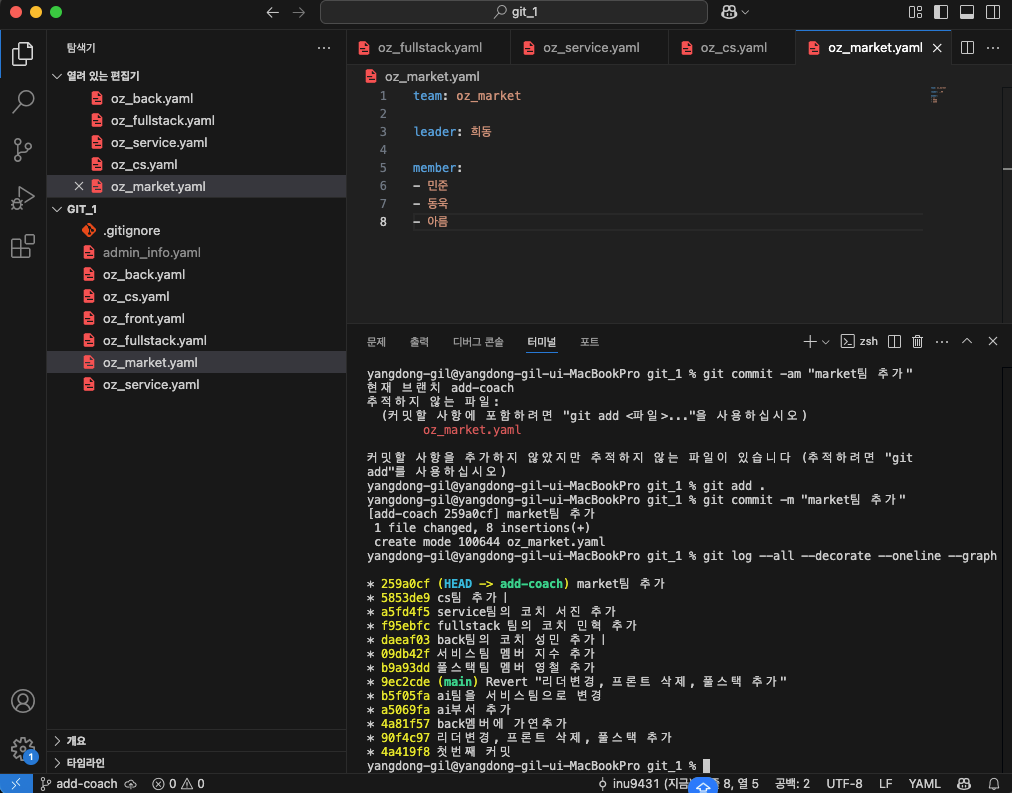 git_1
탐색기
열려 있는 편집기
oz_back.yaml
oz_fullstack.yaml
oz_service.yaml
oz_cs.yaml
oz_market.yaml
GIT_1
.gitignore
admin_info.yaml
oz_back.yaml
oz_cs.yaml
oz_front.yaml
oz_fullstack.yaml
oz_market.yaml
oz_service.yaml
개요
타임라인
oz_fullstack.yaml oz_service.yaml oz_cs.yaml oz_market.yaml
oz_market.yaml
1 team: oz_market
2
3 leader: 희동
4
5 member:
6 - 민준
7 - 동욱
8 - 아름
문제 출력 디버그 콘솔 터미널 포트 zsh
yangdong-gil@yangdong-gil-ui-MacBookPro git_1 % git commit -am "market팀 추가"
현재 브랜치 add-coach
추적하지 않는 파일:
(커밋할 사항에 포함하려면 "git add <파일>..."을 사용하십시오)
oz_market.yaml
커밋할 사항을 추가하지 않았지만 추적하지 않는 파일이 있습니다 (추적하려면 "git
add"를 사용하십시오)
yangdong-gil@yangdong-gil-ui-MacBookPro git_1 % git add .
yangdong-gil@yangdong-gil-ui-MacBookPro git_1 % git commit -m "market팀 추가"
[add-coach 259a0cf] market팀 추가
1 file changed, 8 insertions(+)
create mode 100644 oz_market.yaml
yangdong-gil@yangdong-gil-ui-MacBookPro git_1 % git log --all --decorate --oneline --graph
* 259a0cf (HEAD -> add-coach) market팀 추가
* 5853de9 cs팀 추가ㅣ
* a5fd4f5 service팀의 코치 서진 추가
* f95ebfc fullstack 팀의 코치 민혁 추가
* daeaf03 back팀의 코치 성민 추가ㅣ
* 09db42f 서비스팀 멤버 지수 추가
* b9a93dd 풀스택팀 멤버 영철 추가
* 9ec2cde (main) Revert "리더변경, 프론트 삭제, 풀스택 추가"
* b5f05fa ai팀을 서비스팀으로 변경
* a5069fa ai부서 추가
* 4a81f57 back멤버에 가연추가
* 90f4c97 리더변경, 프론트 삭제, 풀스택 추가
* 4a419f8 첫번째 커밋
yangdong-gil@yangdong-gil-ui-MacBookPro git_1 %
1
add-coach 0 0 inu9431 (지금) 줄 8, 열 5 공백: 2 UTF-8 LF YAML